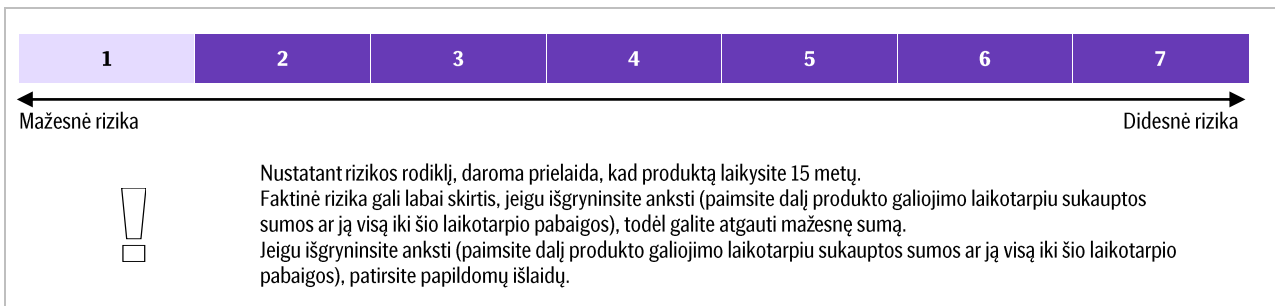 1 2 3 4 5 6 7
Mažesnė rizika Didesnė rizika
Nustatant rizikos rodiklį, daroma prielaida, kad produktą laikysite 15 metų.
Faktinė rizika gali labai skirtis, jeigu išgryninsite anksti (paimsite dalį produkto galiojimo laikotarpiu sukauptos
sumos ar ją visą iki šio laikotarpio pabaigos), todėl galite atgauti mažesnę sumą.
Jeigu išgryninsite anksti (paimsite dalį produkto galiojimo laikotarpiu sukauptos sumos ar ją visą iki šio laikotarpio
pabaigos), patirsite papildomų išlaidų.